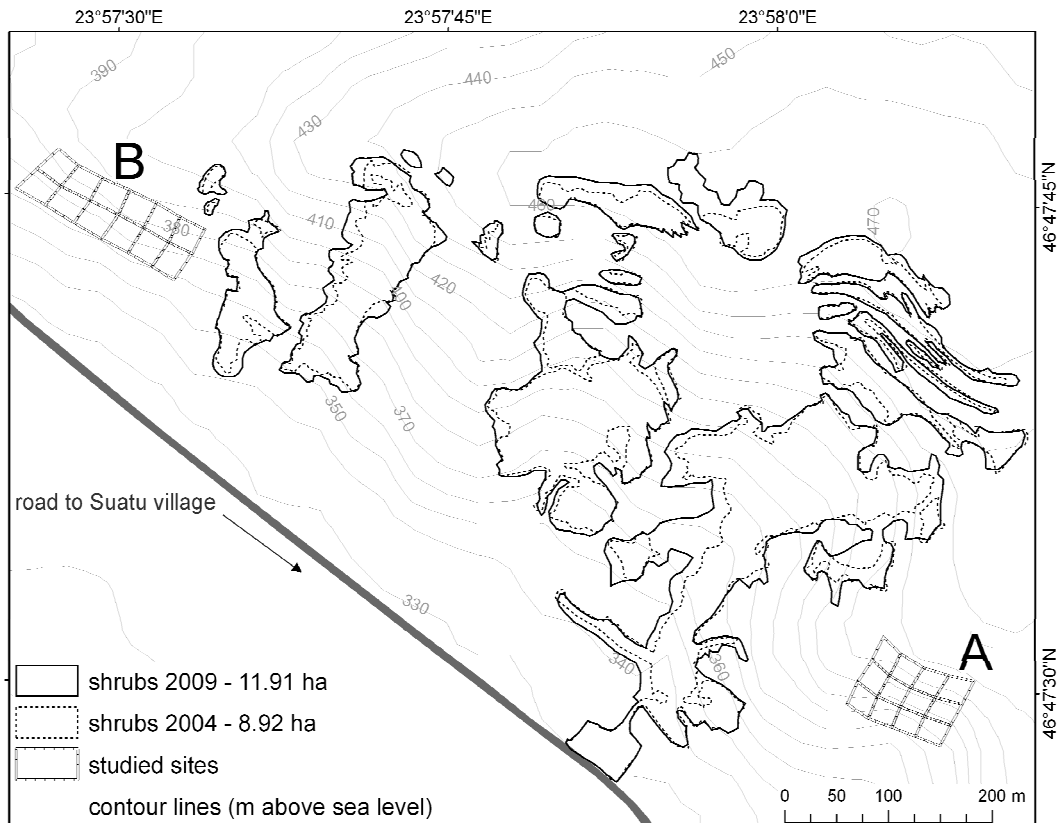 23°57'30"E 23°57'45"E 23°58'0"E
390
440
450
430
B
46°47'45"N
380
410
460
470
420
400
350
370
road to Suatu village
330
340
360
A
46°47'30"N
shrubs 2009 - 11.91 ha
shrubs 2004 - 8.92 ha
studied sites
contour lines (m above sea level)
0 50 100 200 m